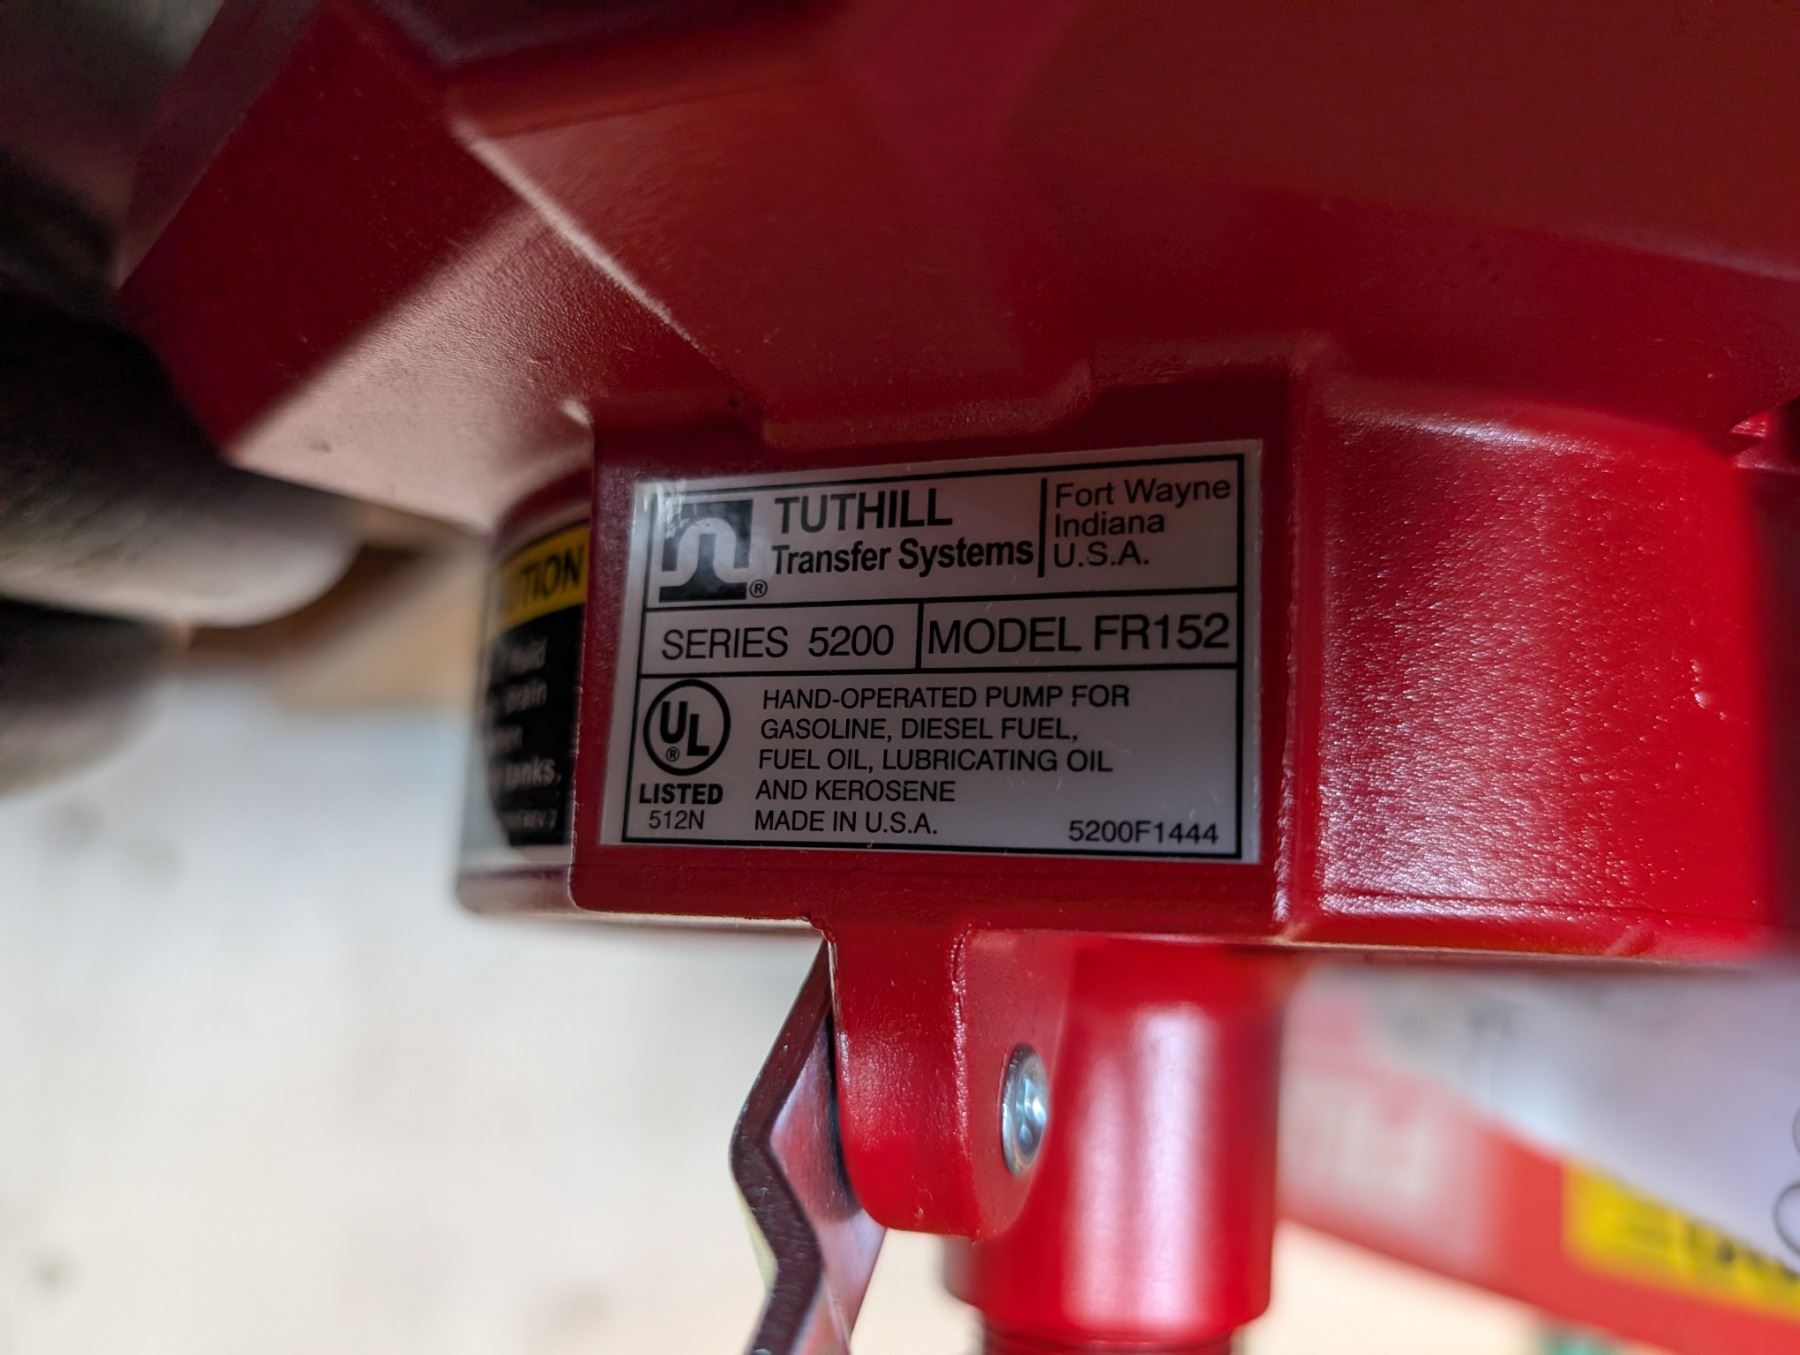 TUTHILL
Transfer Systems
Fort Wayne
Indiana
U.S.A.
®
SERIES 5200
MODEL FR152
UL
®
LISTED
512N
HAND-OPERATED PUMP FOR
GASOLINE, DIESEL FUEL,
FUEL OIL, LUBRICATING OIL
AND KEROSENE
MADE IN U.S.A.
5200F1444
tanks.